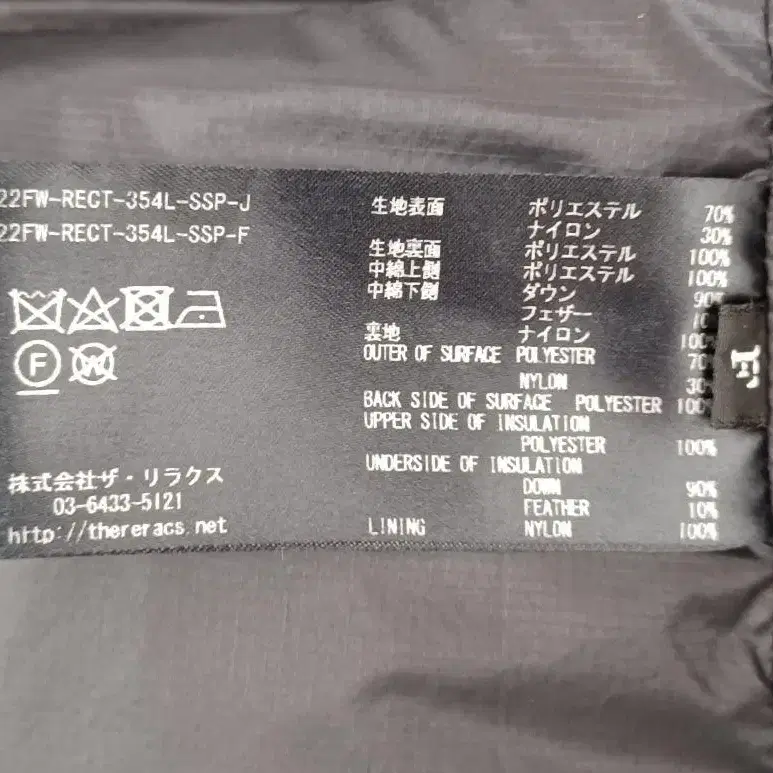 22FW-RECT-354L-SSP-J
22FW-RECT-354L-SSP-F
F
W
株式会社ザ・リラクス
03-6433-5121
http://thereracs.net
生地表面 ポリエステル 70%
ナイロン 30%
生地裏面 ポリエステル 100%
中綿上側 ポリエステル 100%
中綿下側 ダウン 90%
フェザー
裏地 ナイロン
OUTER OF SURFACE POLYESTER
NYLON
BACK SIDE OF SURFACE POLYESTER
UPPER SIDE OF INSULATION
POLYESTER 100%
UNDERSIDE OF INSULATION
DOWN 90%
FEATHER 10%
LINING NYLON 100%